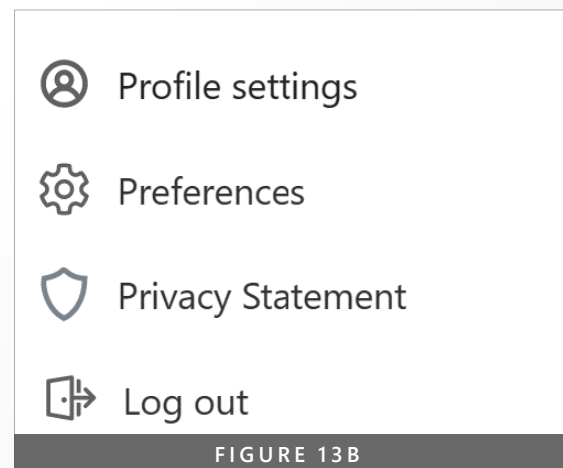 Profile settings
Preferences
Privacy Statement
Log out
FIGURE 13B